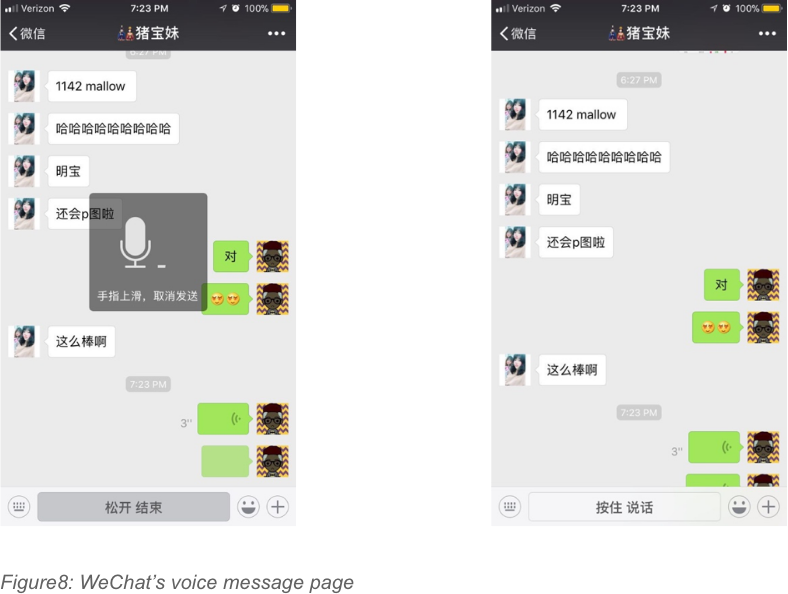 Verizon 7:23 PM 100%
微信 猪宝妹
6:27 PM
1142 mallow
哈哈哈哈哈哈哈哈哈
明宝
还会p图啦
对
手指上滑，取消发送
这么棒啊
7:23 PM
3''
松开 结束
Verizon 7:23 PM 100%
微信 猪宝妹
6:27 PM
1142 mallow
哈哈哈哈哈哈哈哈哈
明宝
还会p图啦
对
这么棒啊
7:23 PM
3''
按住 说话
Figure8: WeChat's voice message page